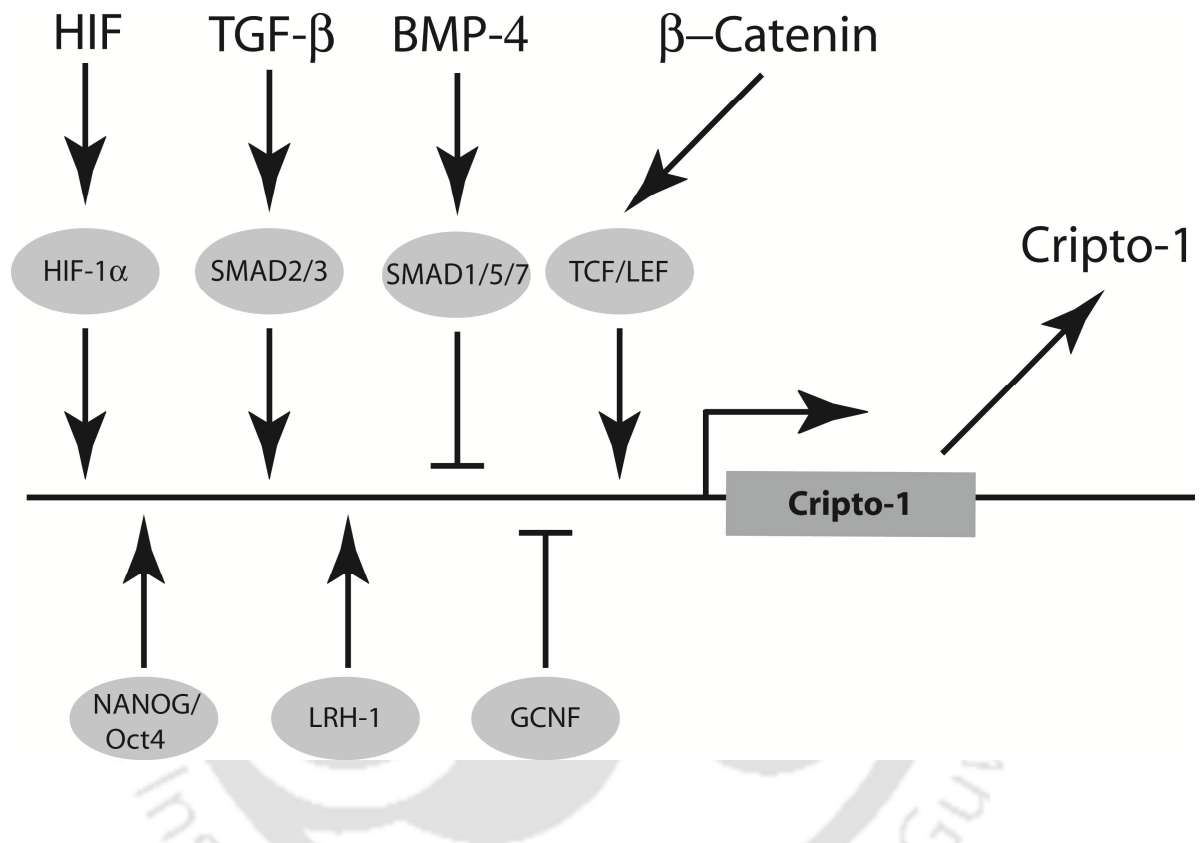 HIF
TGF-β
BMP-4
β–Catenin
HIF-1α
SMAD2/3
SMAD1/5/7
TCF/LEF
Cripto-1
Cripto-1
NANOG/
Oct4
LRH-1
GCNF